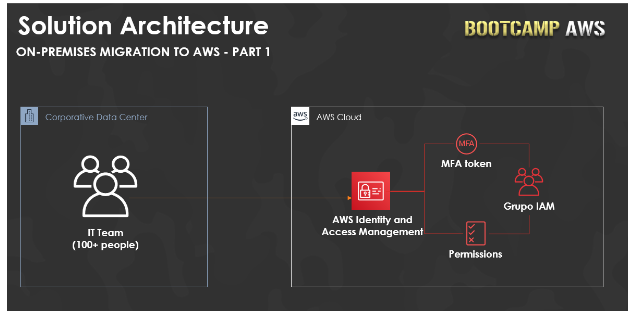 Solution Architecture
BOOTCAMP AWS
ON-PREMISES MIGRATION TO AWS - PART 1
Corporative Data Center
aws
AWS Cloud
MFA
MFA token
IT Team
(100+ people)
AWS Identity and
Access Management
Grupo IAM
Permissions